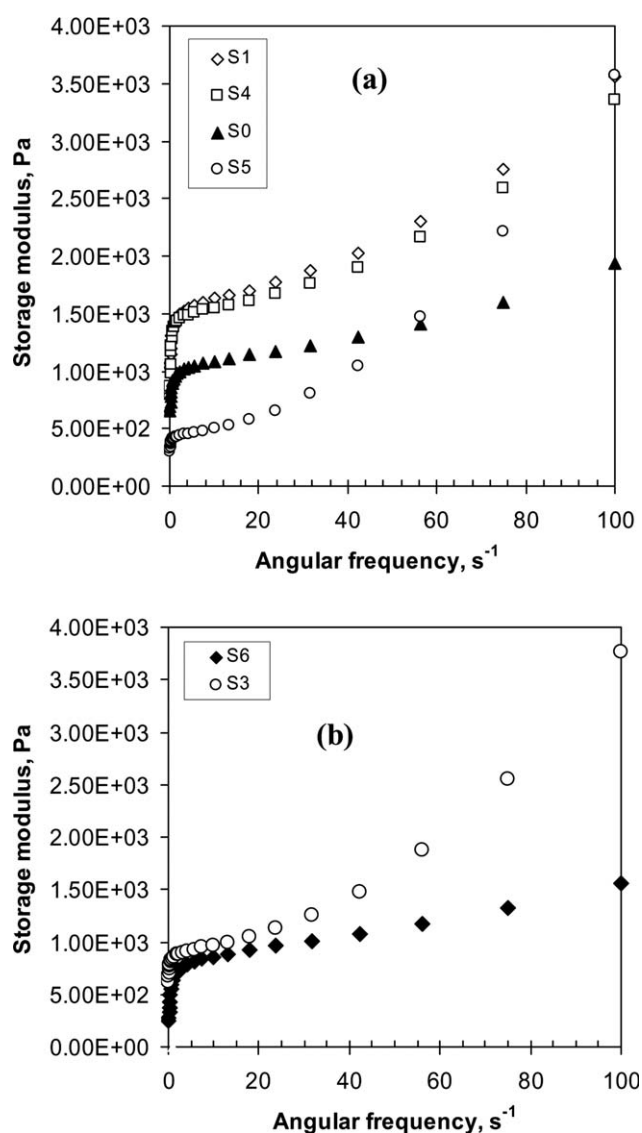 4.00E+03
3.50E+03
3.00E+03
2.50E+03
2.00E+03
1.50E+03
1.00E+03
5.00E+02
0.00E+00
Storage modulus, Pa
S1
S4
S0
S5
(a)
0 20 40 60 80 100
Angular frequency, s⁻¹
4.00E+03
3.50E+03
3.00E+03
2.50E+03
2.00E+03
1.50E+03
1.00E+03
5.00E+02
0.00E+00
Storage modulus, Pa
S6
S3
(b)
0 20 40 60 80 100
Angular frequency, s⁻¹